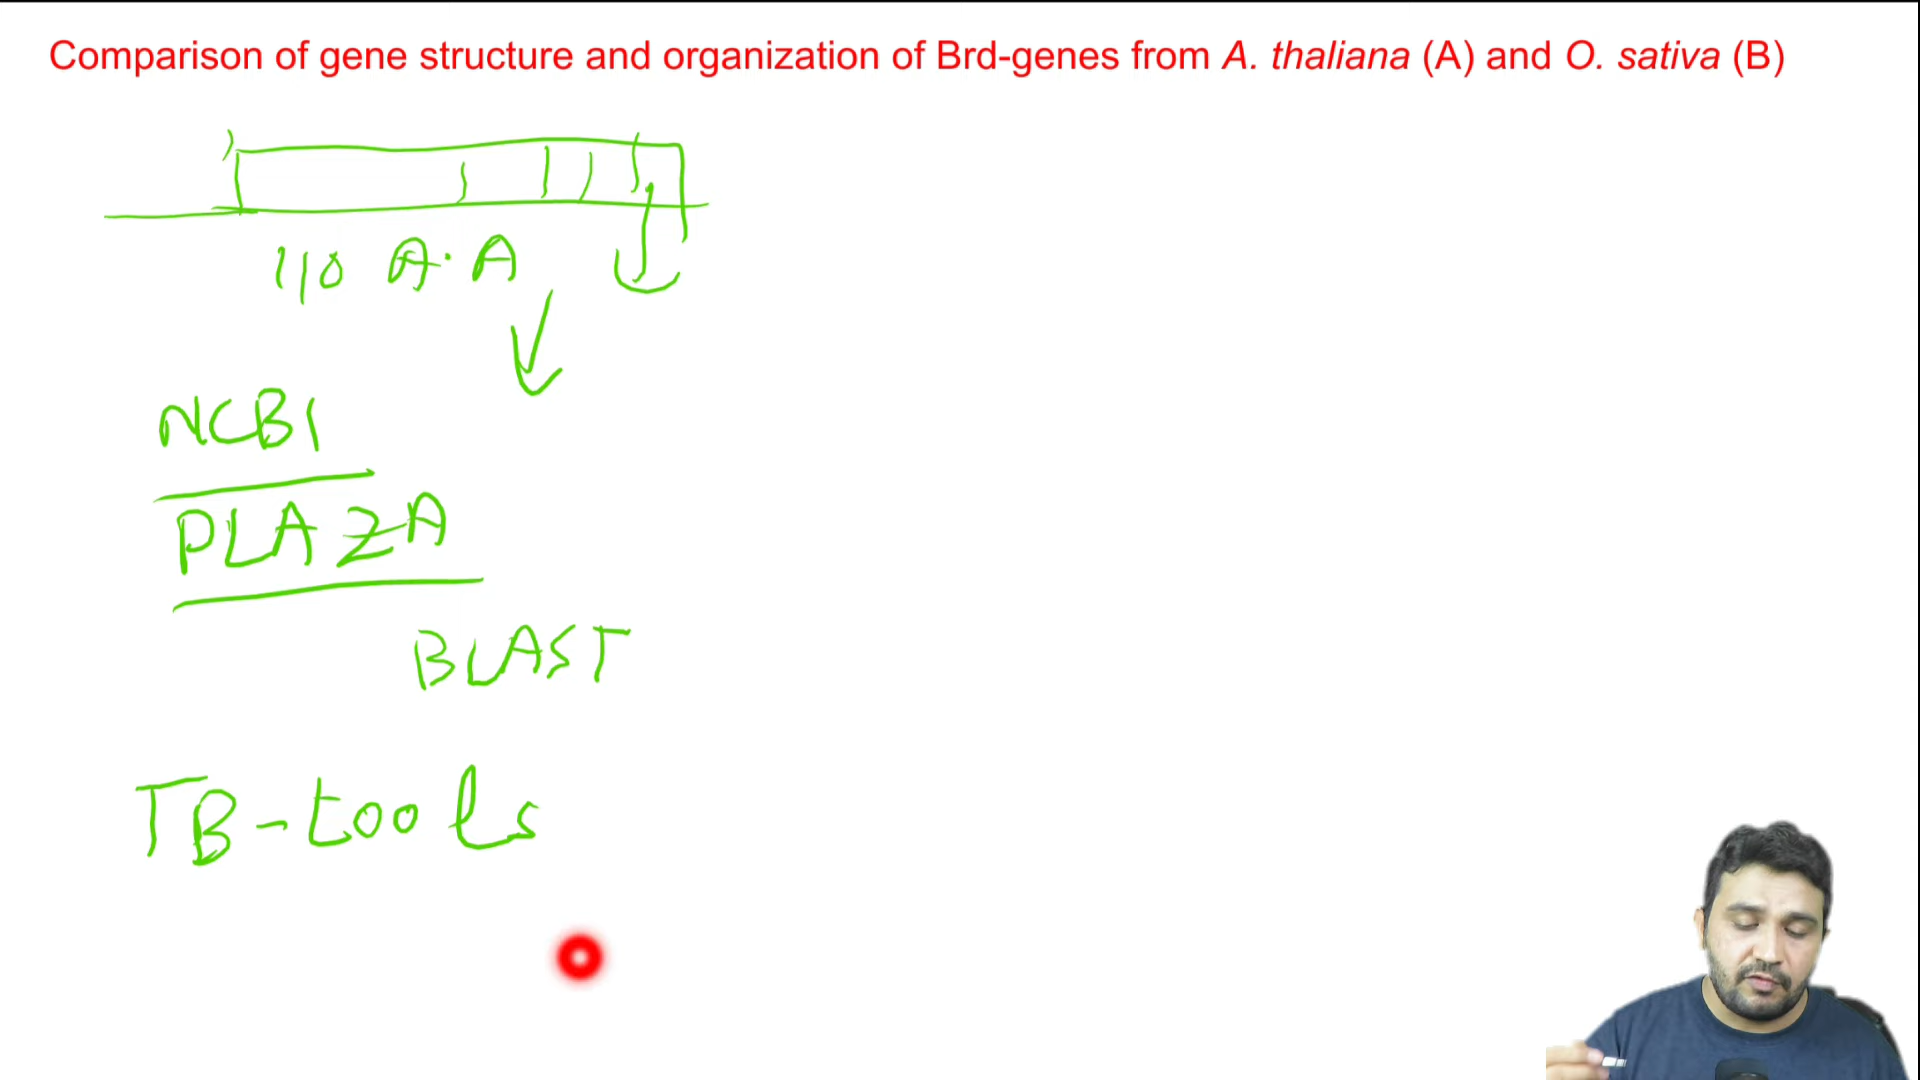 Comparison of gene structure and organization of Brd-genes from A. thaliana (A) and O. sativa (B)
110 A.A
NCBI
PLAZA
BLAST
TB-tools